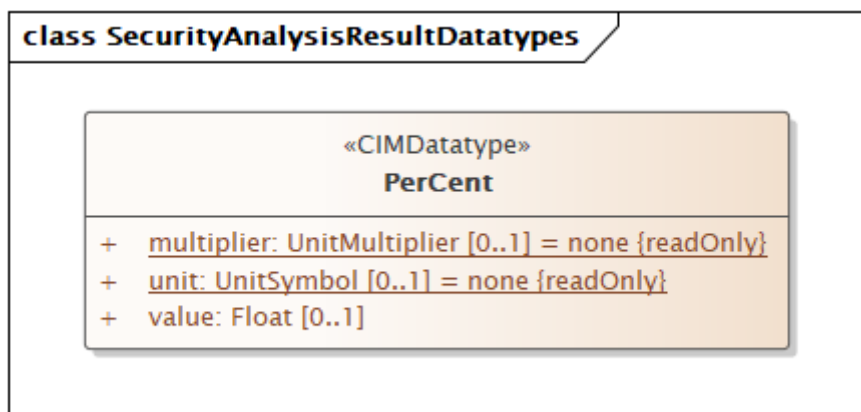 class SecurityAnalysisResultDatatypes
«CIMDatatype»
PerCent
+ multiplier: UnitMultiplier [0..1] = none {readOnly}
+ unit: UnitSymbol [0..1] = none {readOnly}
+ value: Float [0..1]